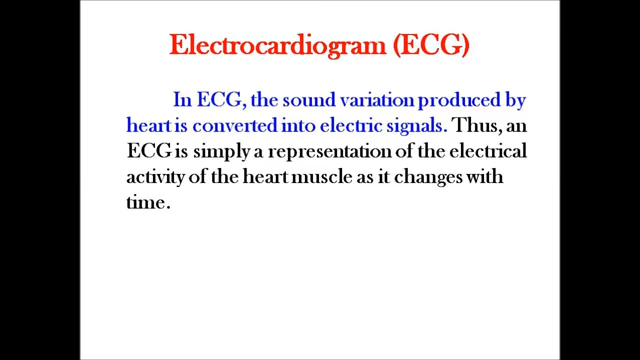 Electrocardiogram (ECG)
In ECG, the sound variation produced by
heart is converted into electric signals. Thus, an
ECG is simply a representation of the electrical
activity of the heart muscle as it changes with
time.